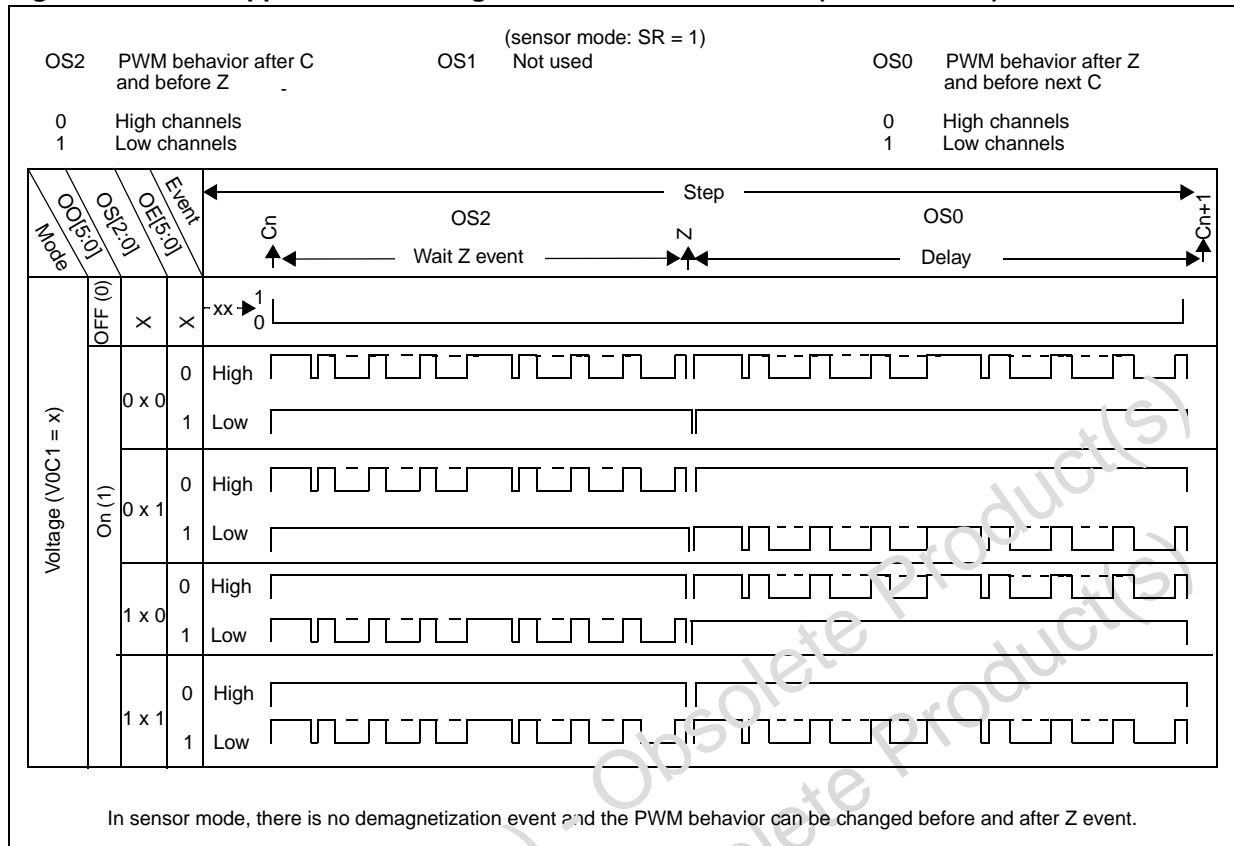 (sensor mode: SR = 1)
OS2 PWM behavior after C and before Z -
0 High channels
1 Low channels
OS1 Not used
OS0 PWM behavior after Z and before next C
0 High channels
1 Low channels
Mode
OO[5:0]
OS[2:0]
OE[5:0]
Event
Step
Cn
OS2
Wait Z event
Z
OS0
Delay
Cn+1
Voltage (V0C1 = x)
OFF (0)
X
X
xx
1
0
On (1)
0 x 0
0 High
1 Low
0 x 1
0 High
1 Low
1 x 0
0 High
1 Low
1 x 1
0 High
1 Low
In sensor mode, there is no demagnetization event and the PWM behavior can be changed before and after Z event.
- Obsolete Product(s)
Obsolete Product(s)